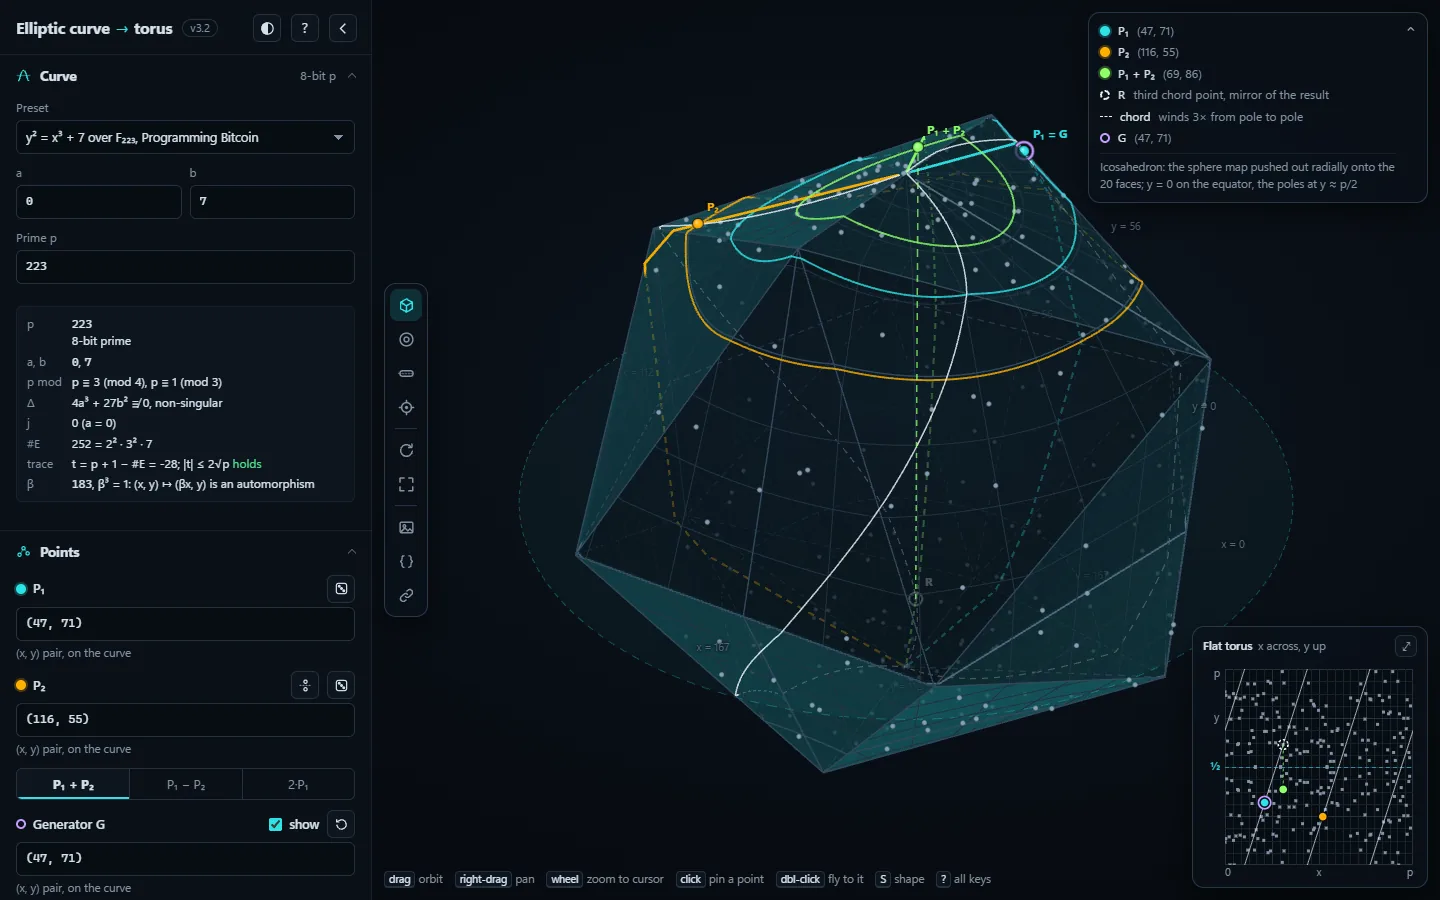 Elliptic curve → torus v3.2
?
Curve 8-bit p
Preset
y² = x³ + 7 over F₂₂₃, Programming Bitcoin
a b
0 7
Prime p
223
p 223
8-bit prime
a, b 0, 7
p mod p ≡ 3 (mod 4), p ≡ 1 (mod 3)
Δ 4a³ + 27b² ≢ 0, non-singular
j 0 (a = 0)
#E 252 = 2² · 3² · 7
trace t = p + 1 − #E = -28; |t| ≤ 2√p holds
β 183, β³ = 1: (x, y) ↦ (βx, y) is an automorphism
Points
P₁
(47, 71)
(x, y) pair, on the curve
P₂
(116, 55)
(x, y) pair, on the curve
P₁ + P₂ P₁ − P₂ 2·P₁
Generator G show
(47, 71)
(x, y) pair, on the curve
P₁ (47, 71)
P₂ (116, 55)
P₁ + P₂ (69, 86)
R third chord point, mirror of the result
chord winds 3× from pole to pole
G (47, 71)
Icosahedron: the sphere map pushed out radially onto the
20 faces; y = 0 on the equator, the poles at y ≈ p/2
P₁ + P₂
P₁ = G
P₂
y = 56
y = 0
x = 0
R
x = 167
Flat torus x across, y up
p
y
½
0 x p
drag orbit right-drag pan wheel zoom to cursor click pin a point dbl-click fly to it S shape ? all keys